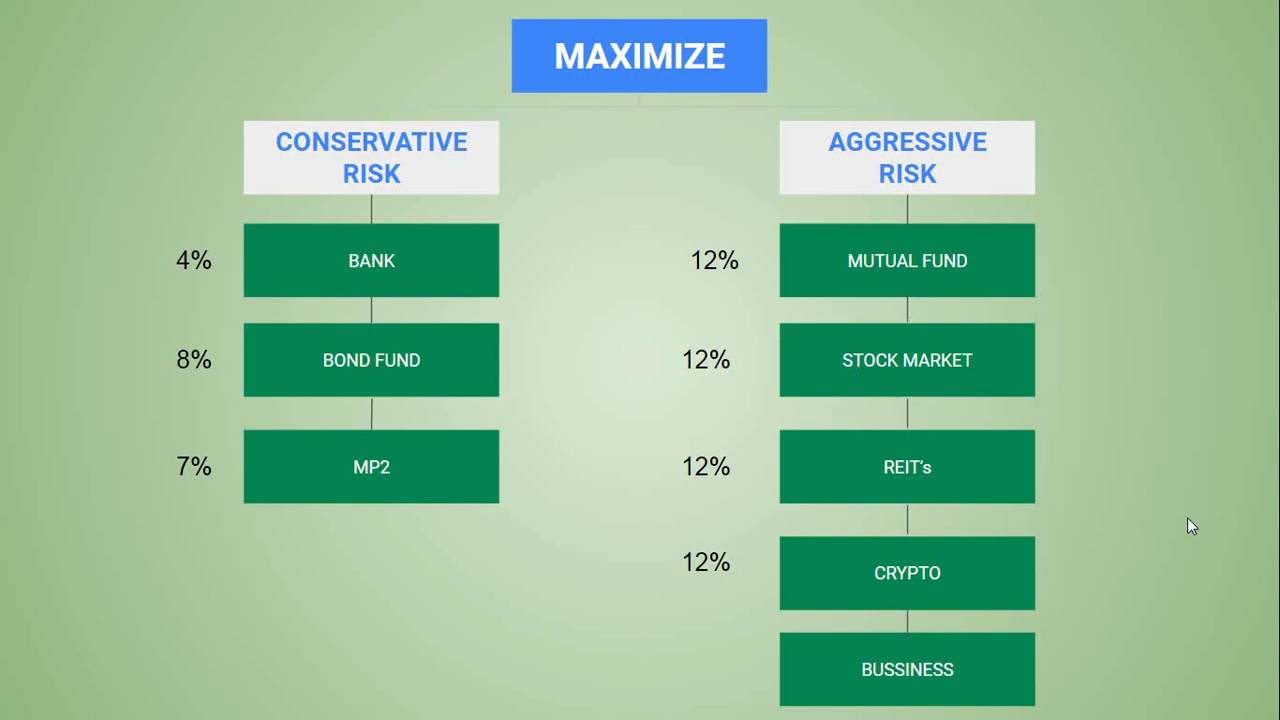 MAXIMIZE
CONSERVATIVE
RISK
4%
BANK
8%
BOND FUND
7%
MP2
AGGRESSIVE
RISK
12%
MUTUAL FUND
12%
STOCK MARKET
12%
REIT's
12%
CRYPTO
BUSSINESS